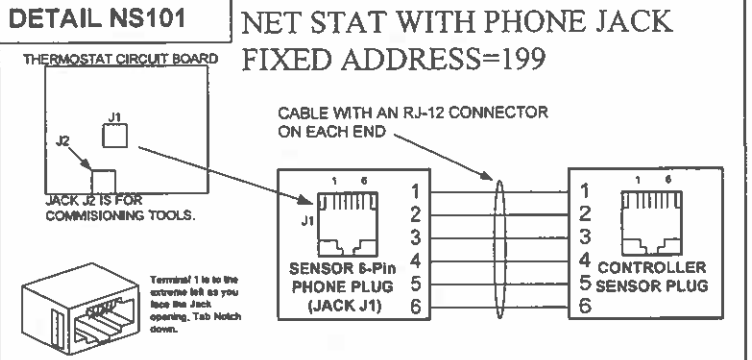 DETAIL NS101
NET STAT WITH PHONE JACK
FIXED ADDRESS=199
THERMOSTAT CIRCUIT BOARD
J1
J2
JACK J2 IS FOR
COMMISIONING TOOLS.
CABLE WITH AN RJ-12 CONNECTOR
ON EACH END
1 6
J1
1
2
3
4
5
6
SENSOR 6-Pin
PHONE PLUG
(JACK J1)
1 6
1
2
3
4
5
6
CONTROLLER
SENSOR PLUG
Terminal 1 is to the
extreme left as you
face the Jack
opening. Tab Notch
down.